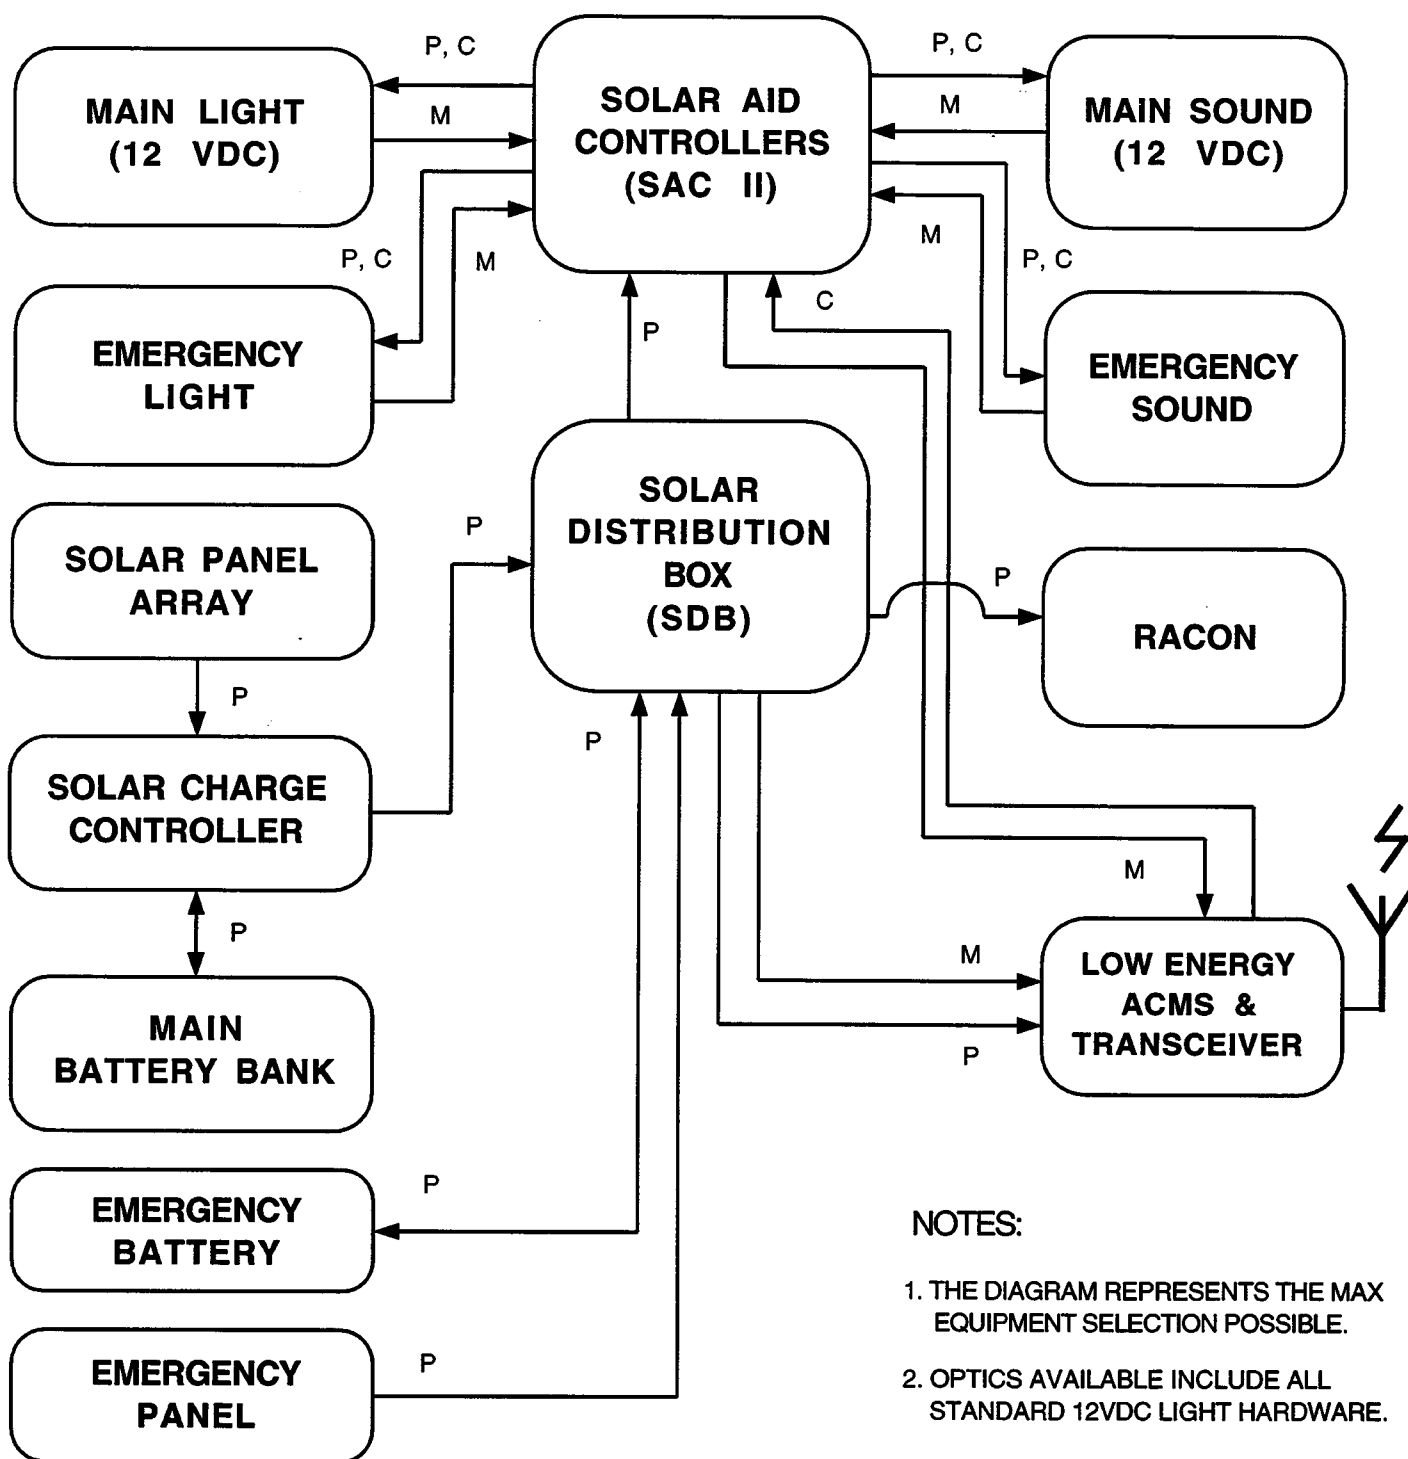 P, C
P, C
MAIN LIGHT
(12 VDC)
M
SOLAR AID
CONTROLLERS
(SAC II)
M
MAIN SOUND
(12 VDC)
P, C
M
M
P, C
EMERGENCY
LIGHT
P
C
EMERGENCY
SOUND
SOLAR PANEL
ARRAY
P
SOLAR
DISTRIBUTION
BOX
(SDB)
P
RACON
P
P
SOLAR CHARGE
CONTROLLER
M
P
M
LOW ENERGY
ACMS &
TRANSCEIVER
P
MAIN
BATTERY BANK
P
EMERGENCY
BATTERY
P
EMERGENCY
PANEL
NOTES:
1. THE DIAGRAM REPRESENTS THE MAX
EQUIPMENT SELECTION POSSIBLE.
2. OPTICS AVAILABLE INCLUDE ALL
STANDARD 12VDC LIGHT HARDWARE.